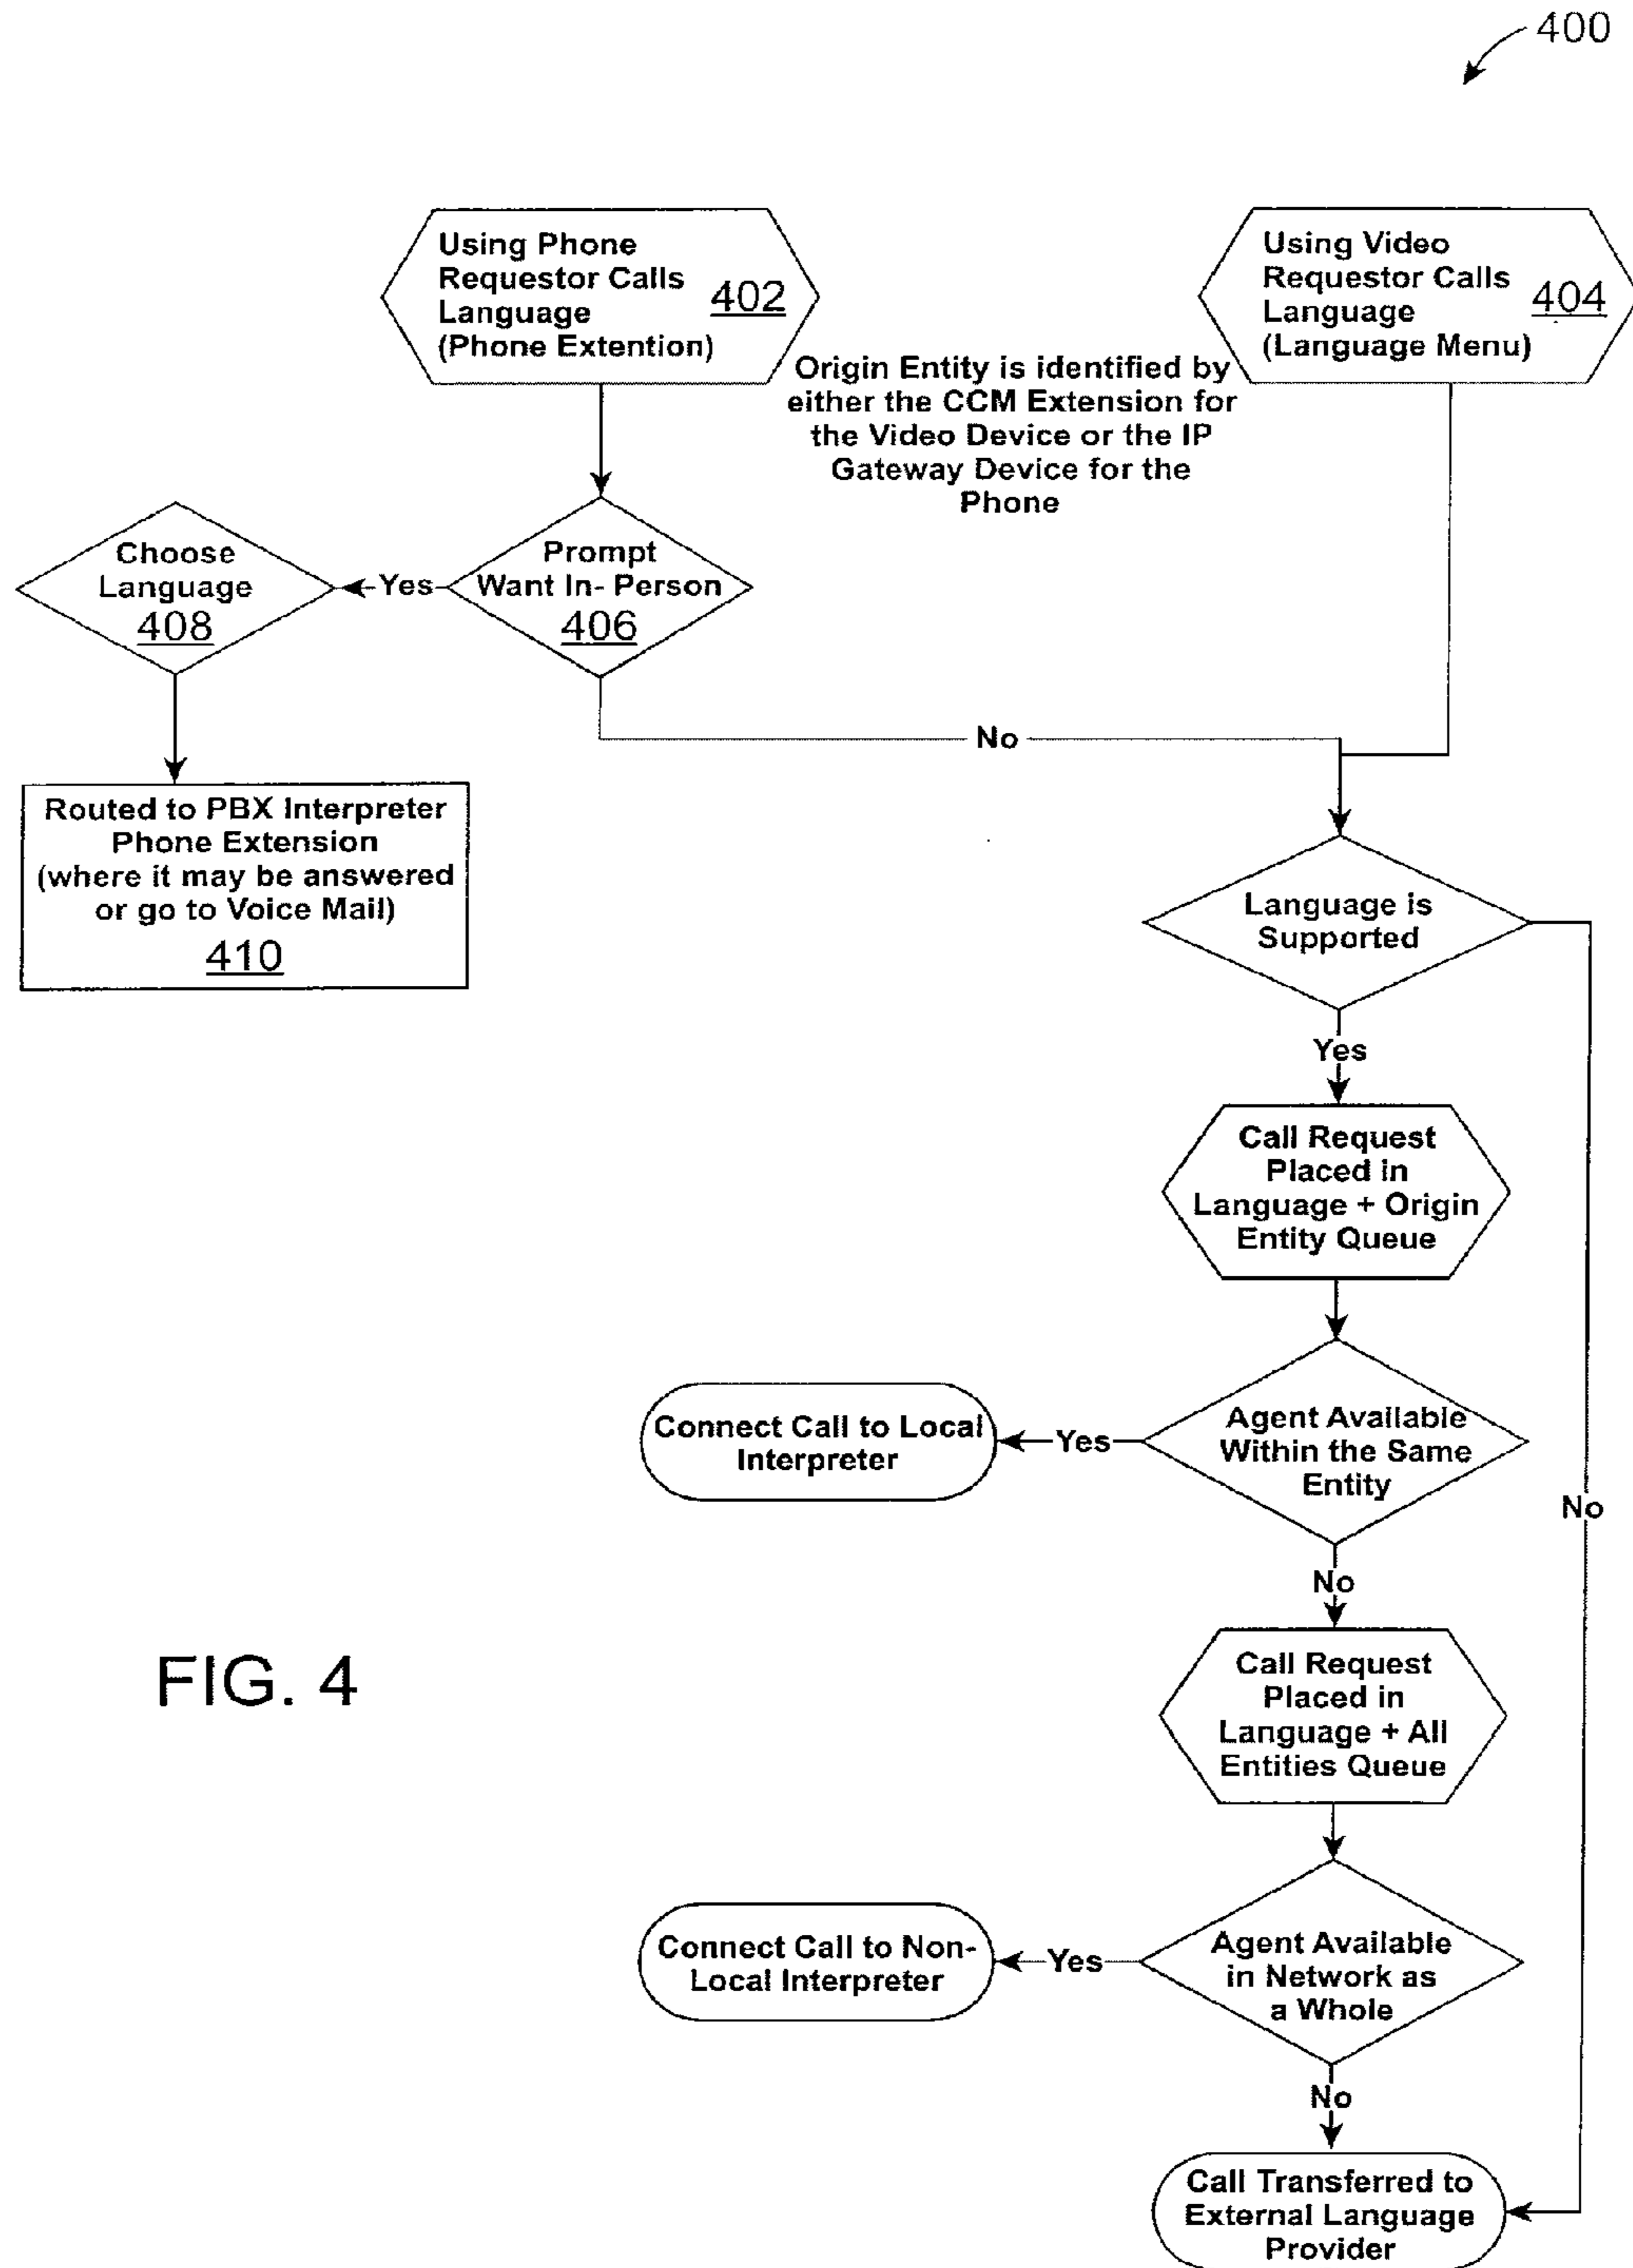 400
Using Phone
Requestor Calls
Language
(Phone Extention)
402
Using Video
Requestor Calls
Language
(Language Menu)
404
Origin Entity is identified by
either the CCM Extension for
the Video Device or the IP
Gateway Device for the
Phone
Choose
Language
408
Yes
Prompt
Want In- Person
406
No
Routed to PBX Interpreter
Phone Extension
(where it may be answered
or go to Voice Mail)
410
Language is
Supported
Yes
Call Request
Placed in
Language + Origin
Entity Queue
Connect Call to Local
Interpreter
Yes
Agent Available
Within the Same
Entity
No
No
Call Request
Placed in
Language + All
Entities Queue
FIG. 4
Connect Call to Non-
Local Interpreter
Yes
Agent Available
in Network as
a Whole
No
Call Transferred to
External Language
Provider